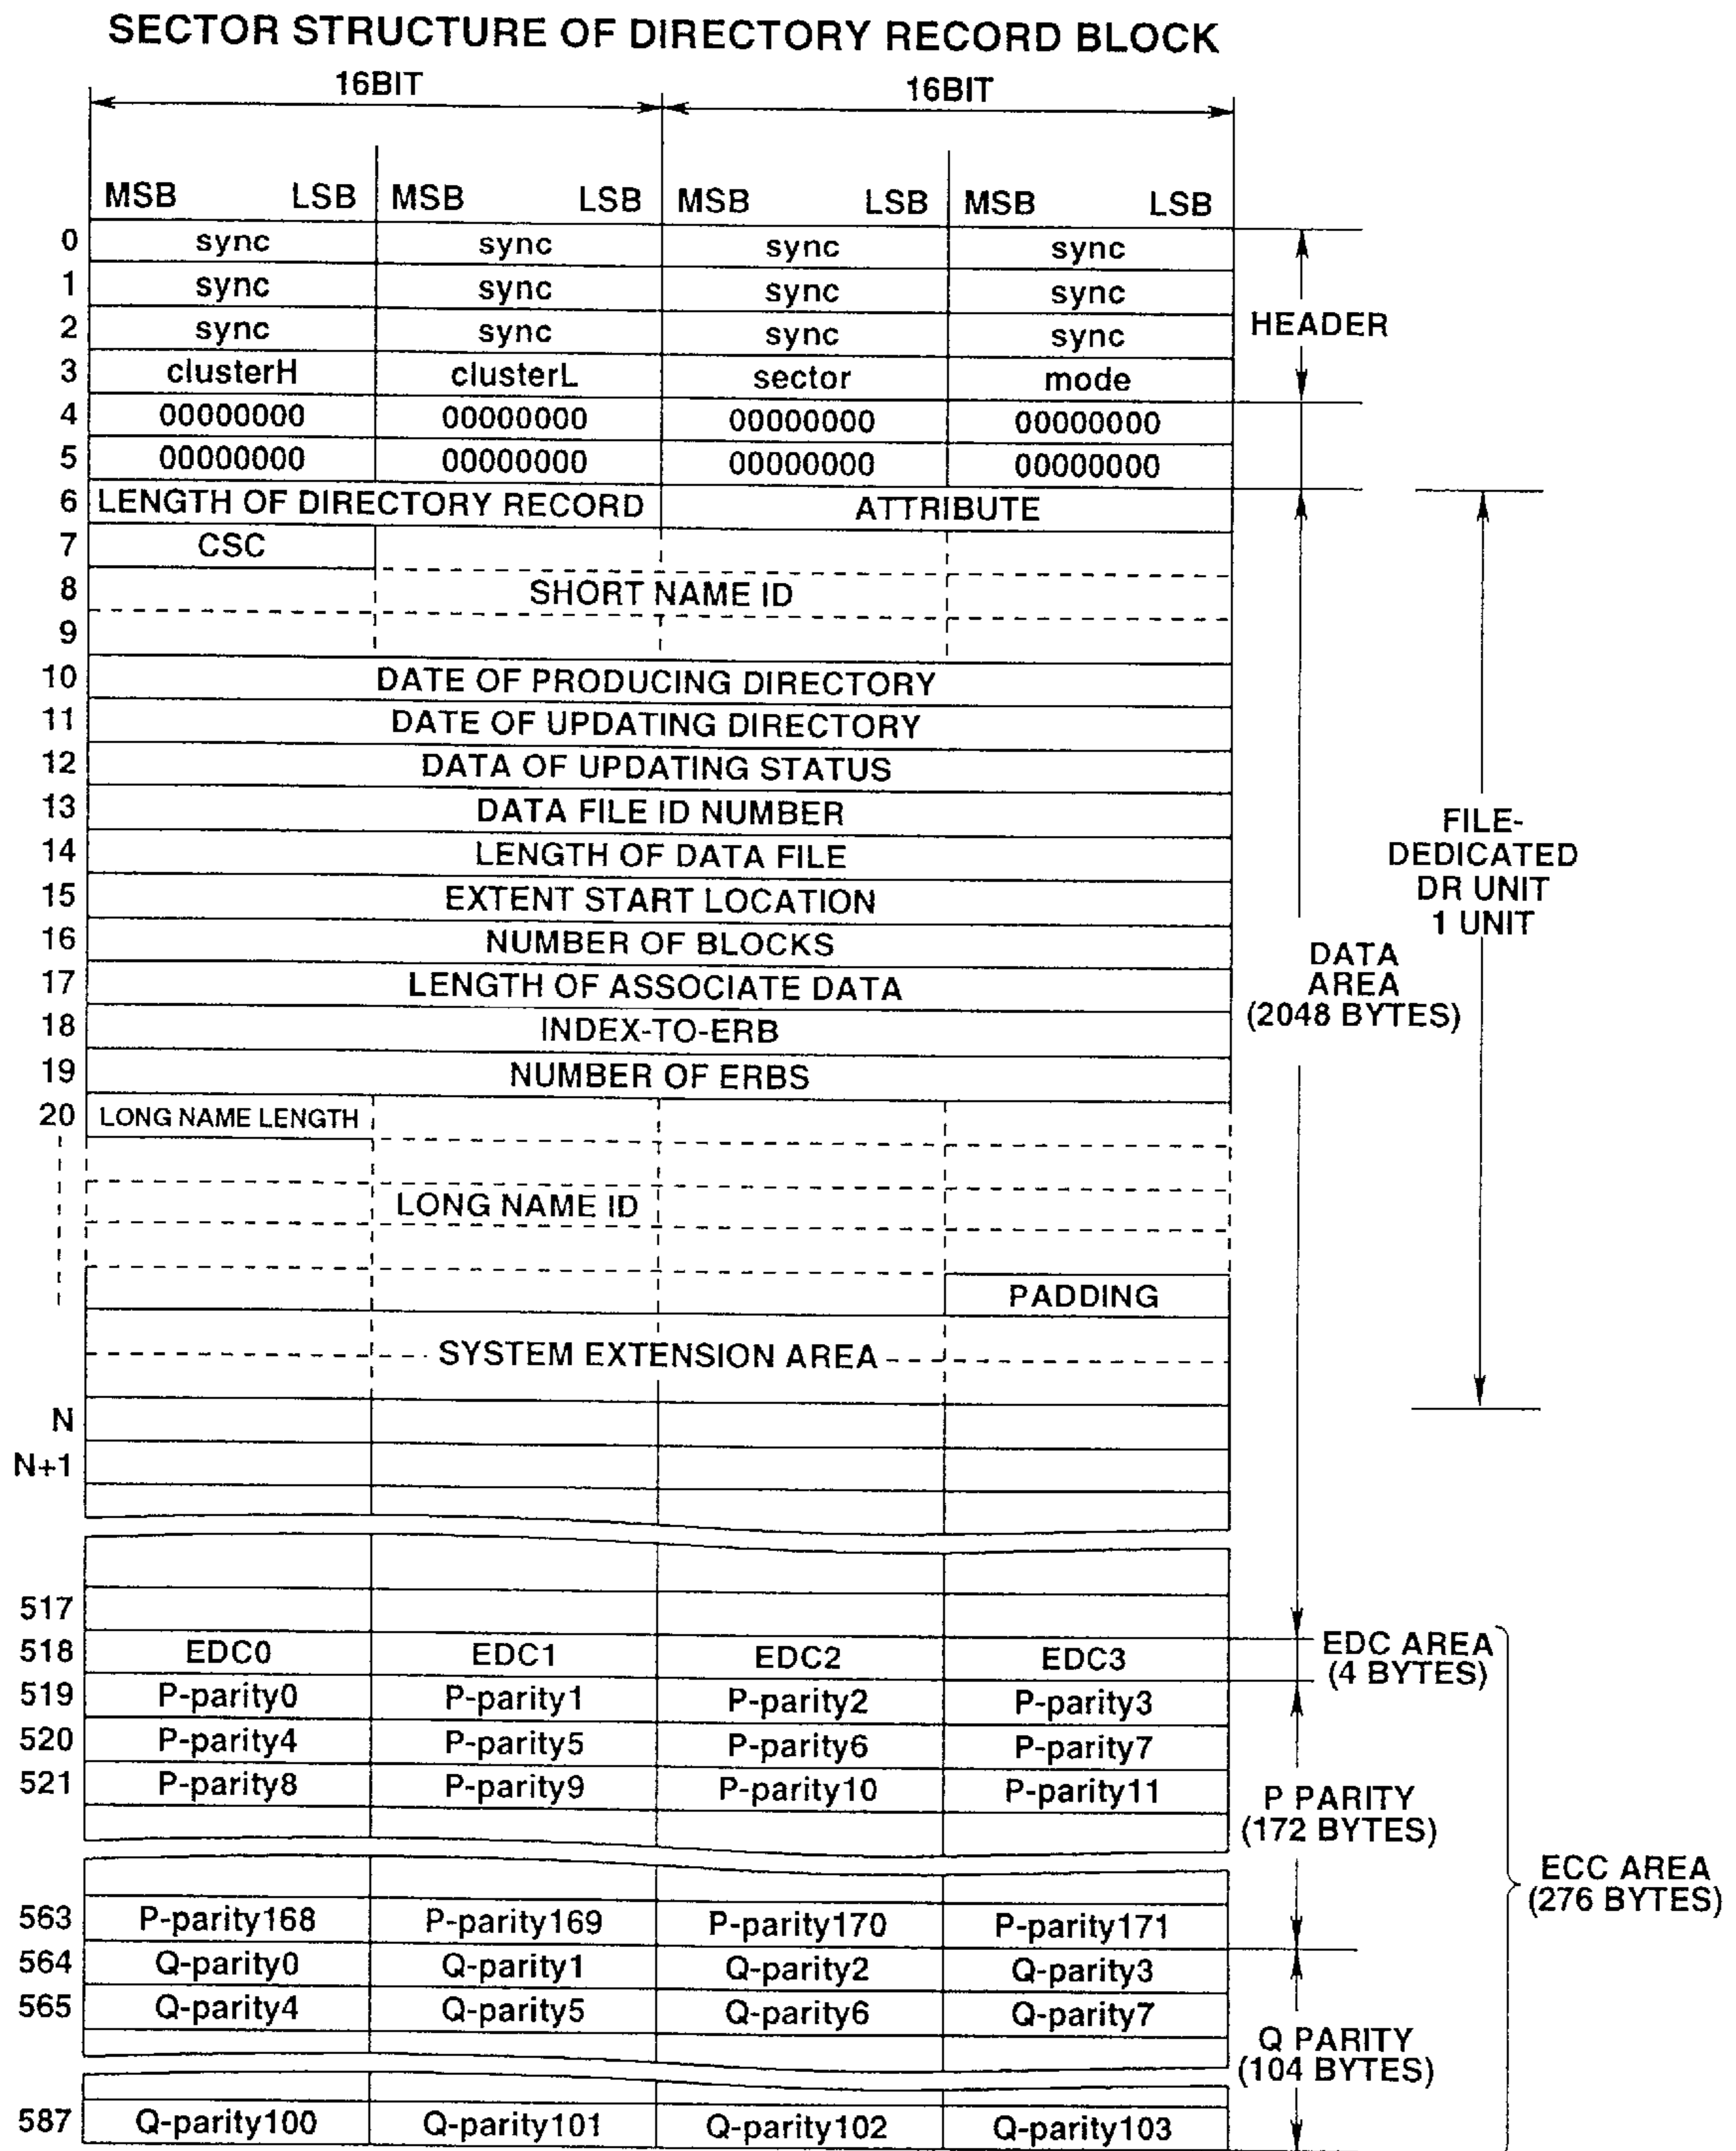 SECTOR STRUCTURE OF DIRECTORY RECORD BLOCK
16BIT 16BIT
MSB LSB MSB LSB MSB LSB MSB LSB
0 sync sync sync sync
1 sync sync sync sync
2 sync sync sync sync
HEADER
3 clusterH clusterL sector mode
4 00000000 00000000 00000000 00000000
5 00000000 00000000 00000000 00000000
6 LENGTH OF DIRECTORY RECORD ATTRIBUTE
7 CSC
8 SHORT NAME ID
9
10 DATE OF PRODUCING DIRECTORY
11 DATE OF UPDATING DIRECTORY
12 DATA OF UPDATING STATUS
13 DATA FILE ID NUMBER
14 LENGTH OF DATA FILE
15 EXTENT START LOCATION
16 NUMBER OF BLOCKS
17 LENGTH OF ASSOCIATE DATA
18 INDEX-TO-ERB
19 NUMBER OF ERBS
20 LONG NAME LENGTH
LONG NAME ID
PADDING
SYSTEM EXTENSION AREA
N
N+1
DATA
AREA
(2048 BYTES)
FILE-
DEDICATED
DR UNIT
1 UNIT
517
518 EDC0 EDC1 EDC2 EDC3
EDC AREA
(4 BYTES)
519 P-parity0 P-parity1 P-parity2 P-parity3
520 P-parity4 P-parity5 P-parity6 P-parity7
521 P-parity8 P-parity9 P-parity10 P-parity11
P PARITY
(172 BYTES)
563 P-parity168 P-parity169 P-parity170 P-parity171
564 Q-parity0 Q-parity1 Q-parity2 Q-parity3
565 Q-parity4 Q-parity5 Q-parity6 Q-parity7
Q PARITY
(104 BYTES)
587 Q-parity100 Q-parity101 Q-parity102 Q-parity103
ECC AREA
(276 BYTES)